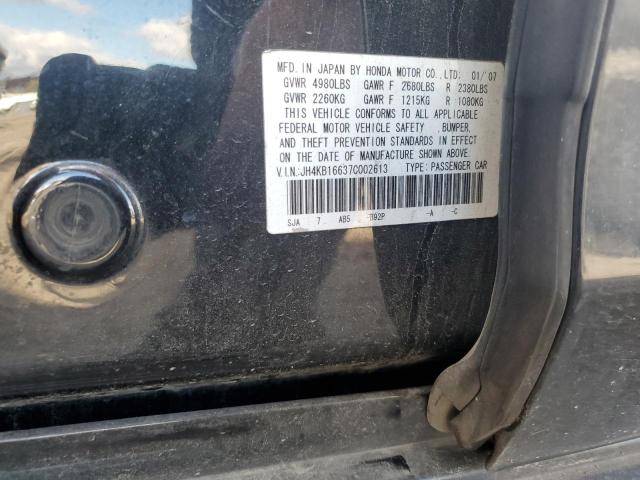 MFD. IN JAPAN BY HONDA MOTOR CO.,LTD. 01/'07
GVWR 4980LBS GAWR F 2680LBS R 2380LBS
GVWR 2260KG GAWR F 1215KG R 1080KG
THIS VEHICLE CONFORMS TO ALL APPLICABLE
FEDERAL MOTOR VEHICLE SAFETY , BUMPER,
AND THEFT PREVENTION STANDARDS IN EFFECT
ON THE DATE OF MANUFACTURE SHOWN ABOVE.
V.I.N.:JH4KB16637C002613 TYPE: PASSENGER CAR
SJA 7 AB5 -B92P -A -C